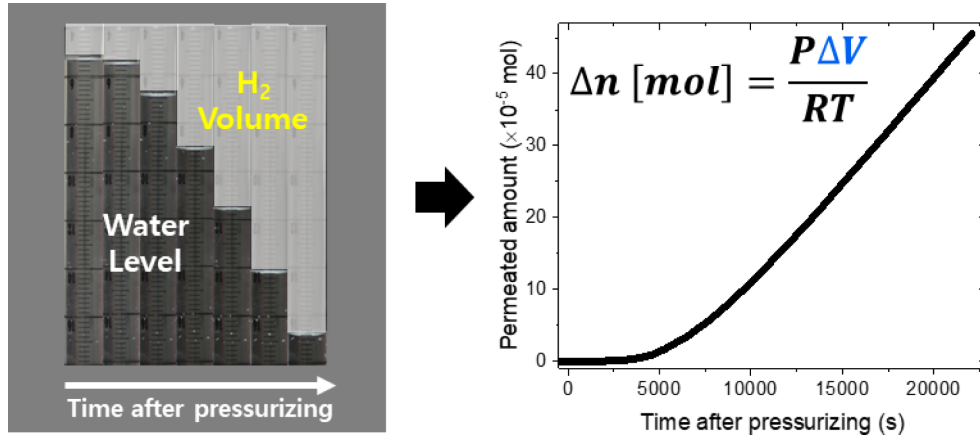 H₂
Volume
Water
Level
Time after pressurizing
Δn [mol] = PΔV / RT
Permeated amount (×10⁻⁵ mol)
40
30
20
10
0
0 5000 10000 15000 20000
Time after pressurizing (s)